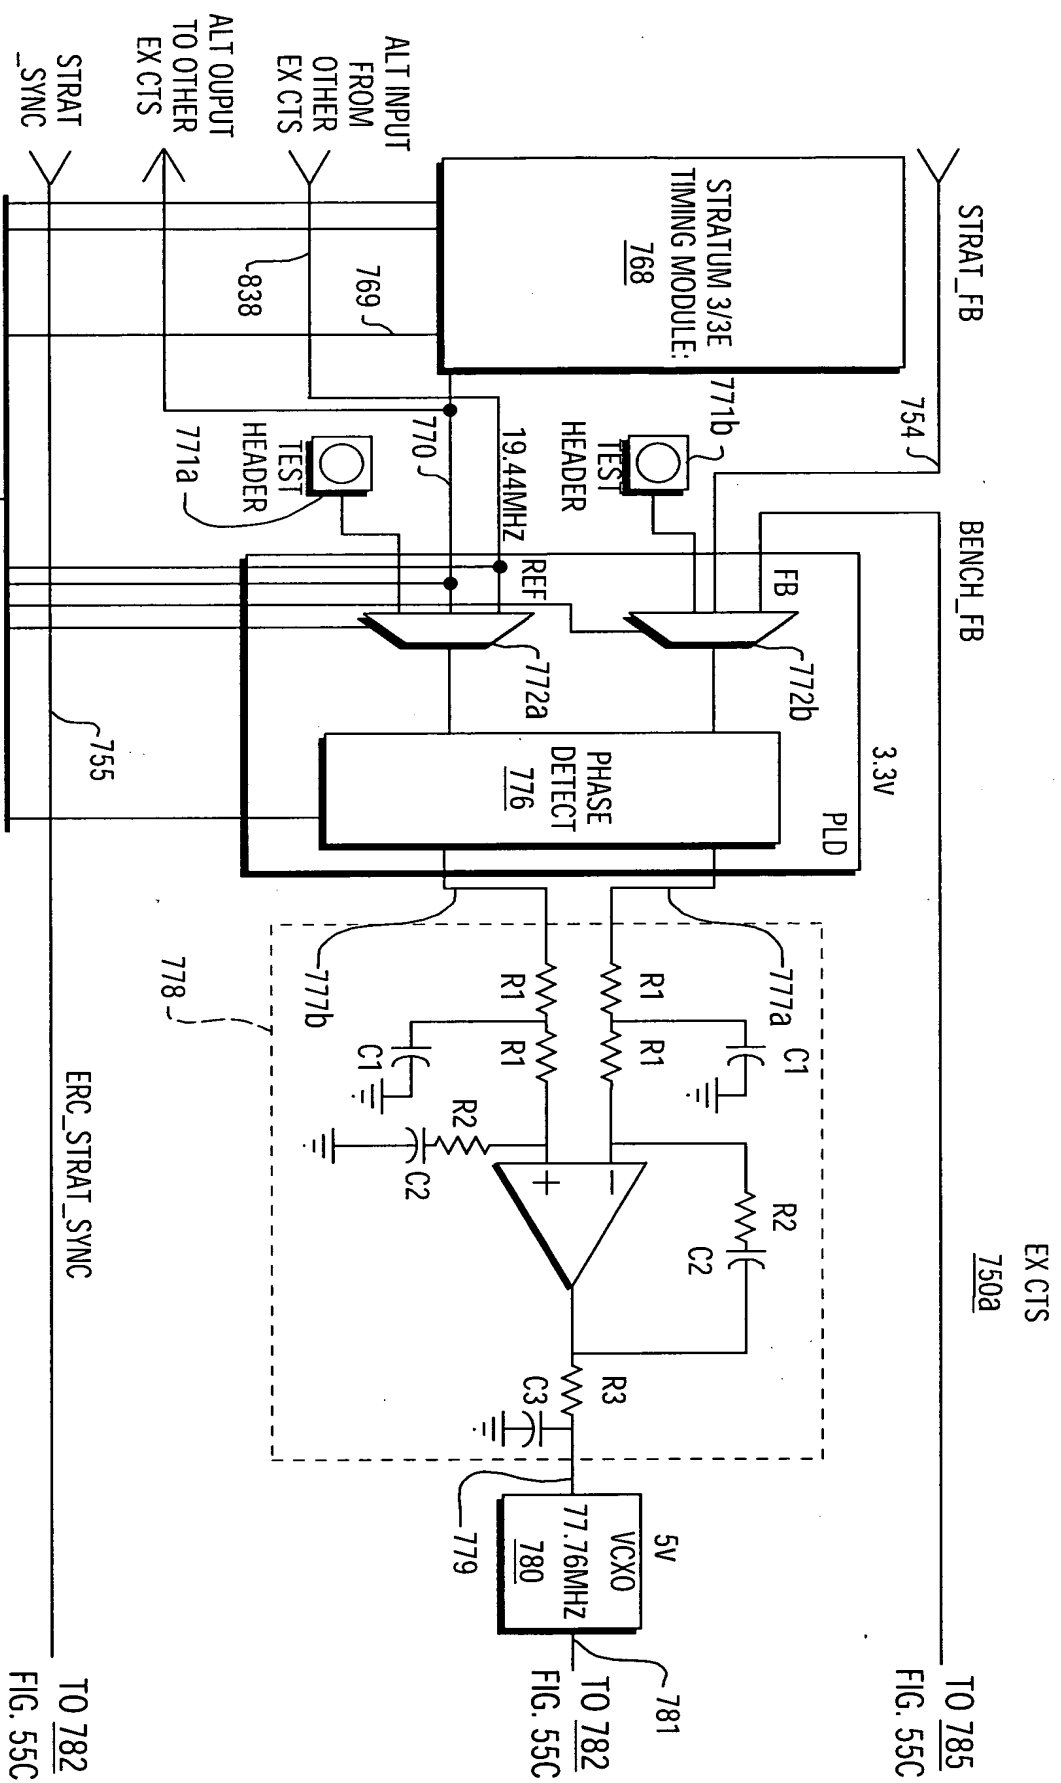 EX CTS
750a
STRAT_FB
BENCH_FB
TO 785
FIG. 55C
754
3.3v
PLD
STRATUM 3/3E
TIMING MODULE:
768
771b
TEST
HEADER
FB
772b
PHASE
DETECT
776
777a
C1
R1
R1
R2
C2
5v
VCXO
77.76MHZ
780
781
TO 782
FIG. 55C
19.44MHZ
REF
770
772a
TEST
HEADER
771a
777b
R1
R1
C1
R2
C2
−
+
R3
C3
779
778
ALT INPUT
FROM
OTHER
EX CTS
838
769
ALT OUPUT
TO OTHER
EX CTS
STRAT
_SYNC
755
ERC_STRAT_SYNC
TO 782
FIG. 55C